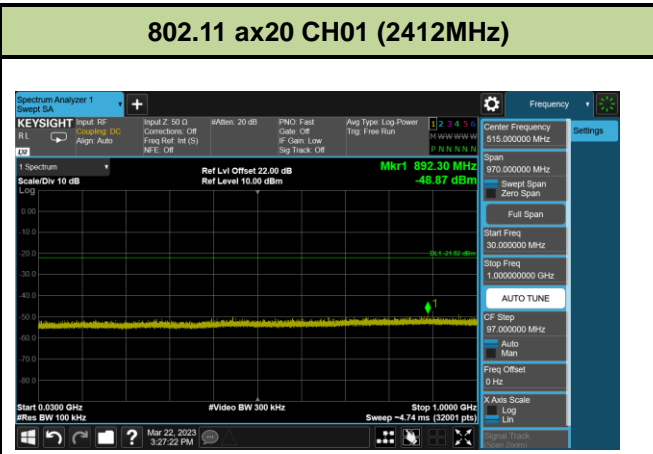 802.11 ax20 CH01 (2412MHz)
Spectrum Analyzer 1
Swept SA
Frequency
Settings
KEYSIGHT
RL
Input: RF
Coupling: DC
Align: Auto
Input Z: 50 Ω
Corrections: Off
Freq Ref: Int (S)
NFE: Off
#Atten: 20 dB
PNO: Fast
Gate: Off
IF Gain: Low
Sig Track: Off
Avg Type: Log-Power
Trig: Free Run
1 2 3 4 5 6
M W W W W W
P N N N N N
1 Spectrum
Scale/Div 10 dB
Log
Ref Lvl Offset 22.00 dB
Ref Level 10.00 dBm
Mkr1 892.30 MHz
-48.87 dBm
0.00
-10.0
-20.0
-30.0
-40.0
-50.0
-60.0
-70.0
-80.0
DL1 -21.82 dBm
1
Start 0.0300 GHz
#Res BW 100 kHz
#Video BW 300 kHz
Stop 1.0000 GHz
Sweep ~4.74 ms (32001 pts)
Center Frequency
515.000000 MHz
Span
970.000000 MHz
Swept Span
Zero Span
Full Span
Start Freq
30.000000 MHz
Stop Freq
1.000000000 GHz
AUTO TUNE
CF Step
97.000000 MHz
Auto
Man
Freq Offset
0 Hz
X Axis Scale
Log
Lin
Signal Track
(Span Zoom)
?
Mar 22, 2023
3:27:22 PM